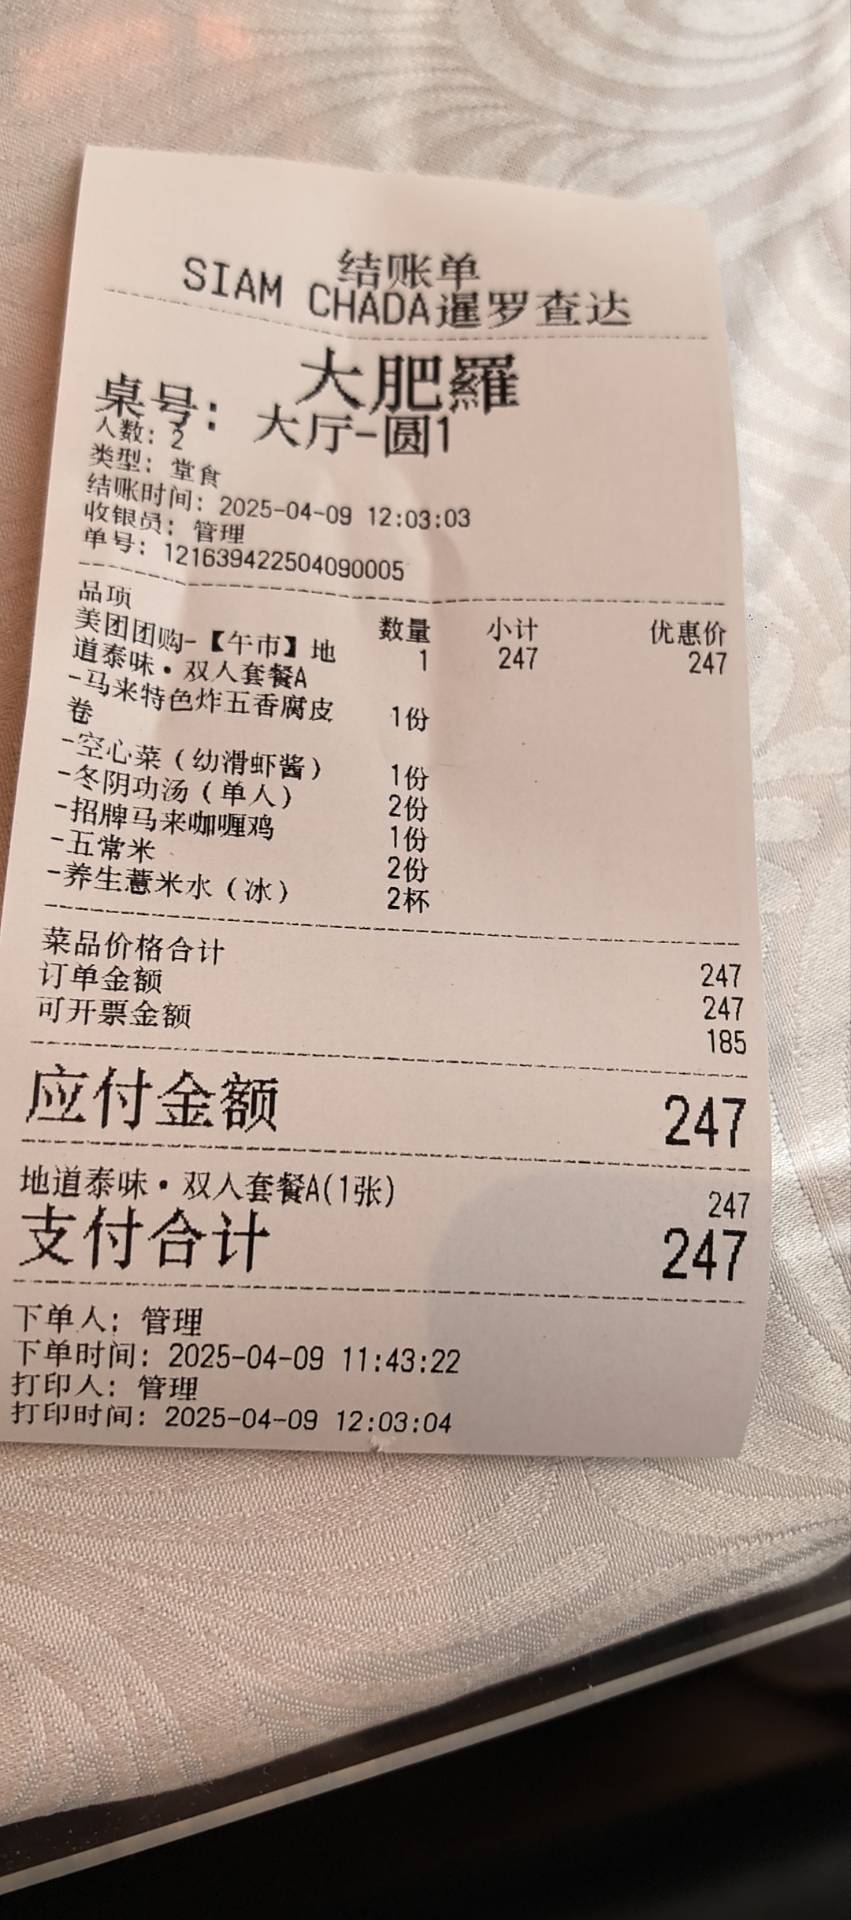 结账单
SIAM CHADA暹罗查达
大肥羅
桌号: 大厅-圆1
人数: 2
类型: 堂食
结账时间: 2025-04-09 12:03:03
收银员: 管理
单号: 121639422504090005
品项 数量 小计 优惠价
美团团购-【午市】地 1 247 247
道泰味·双人套餐A
-马来特色炸五香腐皮 1份
卷
-空心菜(幼滑虾酱) 1份
-冬阴功汤(单人) 2份
-招牌马来咖喱鸡 1份
-五常米 2份
-养生薏米水(冰) 2杯
菜品价格合计 247
订单金额 247
可开票金额 185
应付金额 247
地道泰味·双人套餐A(1张) 247
支付合计 247
下单人: 管理
下单时间: 2025-04-09 11:43:22
打印人: 管理
打印时间: 2025-04-09 12:03:04